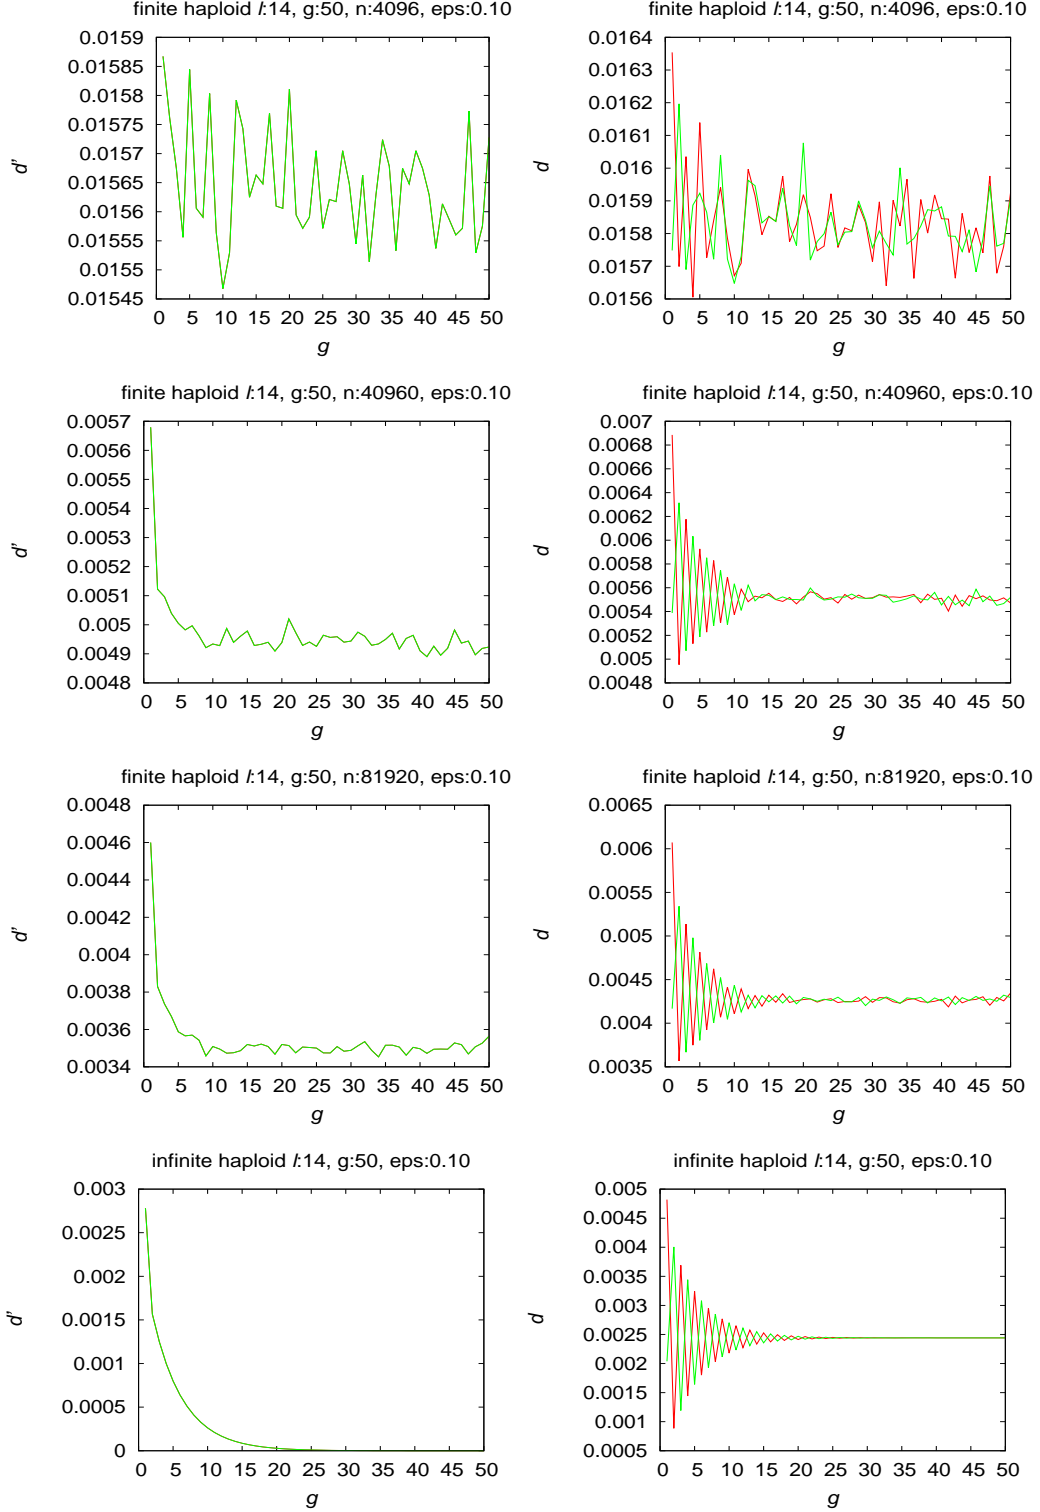 finite haploid l:14, g:50, n:4096, eps:0.10
0.0159
0.01585
0.0158
0.01575
0.0157
0.01565
0.0156
0.01555
0.0155
0.01545
d'
0 5 10 15 20 25 30 35 40 45 50
g
finite haploid l:14, g:50, n:4096, eps:0.10
0.0164
0.0163
0.0162
0.0161
0.016
0.0159
0.0158
0.0157
0.0156
d
0 5 10 15 20 25 30 35 40 45 50
g
finite haploid l:14, g:50, n:40960, eps:0.10
0.0057
0.0056
0.0055
0.0054
0.0053
0.0052
0.0051
0.005
0.0049
0.0048
d'
0 5 10 15 20 25 30 35 40 45 50
g
finite haploid l:14, g:50, n:40960, eps:0.10
0.007
0.0068
0.0066
0.0064
0.0062
0.006
0.0058
0.0056
0.0054
0.0052
0.005
0.0048
d
0 5 10 15 20 25 30 35 40 45 50
g
finite haploid l:14, g:50, n:81920, eps:0.10
0.0048
0.0046
0.0044
0.0042
0.004
0.0038
0.0036
0.0034
d'
0 5 10 15 20 25 30 35 40 45 50
g
finite haploid l:14, g:50, n:81920, eps:0.10
0.0065
0.006
0.0055
0.005
0.0045
0.004
0.0035
d
0 5 10 15 20 25 30 35 40 45 50
g
infinite haploid l:14, g:50, eps:0.10
0.003
0.0025
0.002
0.0015
0.001
0.0005
0
d'
0 5 10 15 20 25 30 35 40 45 50
g
infinite haploid l:14, g:50, eps:0.10
0.005
0.0045
0.004
0.0035
0.003
0.0025
0.002
0.0015
0.001
0.0005
d
0 5 10 15 20 25 30 35 40 45 50
g